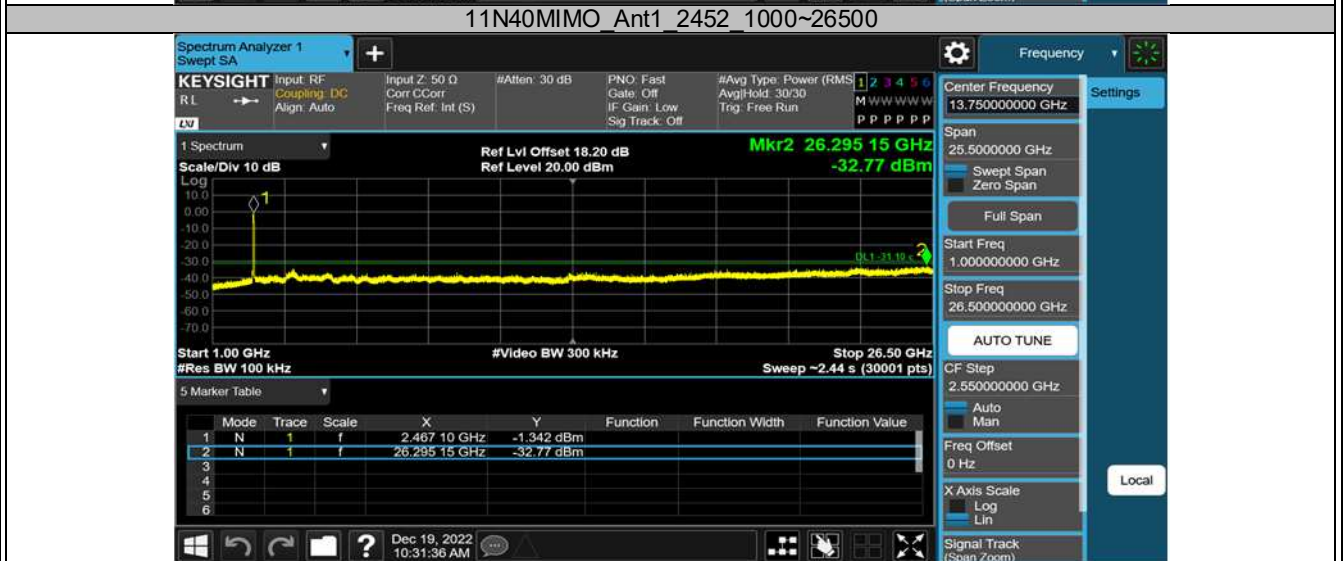 11N40MIMO_Ant1_2452_1000~26500
Spectrum Analyzer 1
Swept SA
+
Frequency
KEYSIGHT
RL
LXI
Input: RF
Coupling: DC
Align: Auto
Input Z: 50 Ω
Corr CCorr
Freq Ref: Int (S)
#Atten: 30 dB
PNO: Fast
Gate: Off
IF Gain: Low
Sig Track: Off
#Avg Type: Power (RMS
Avg|Hold: 30/30
Trig: Free Run
1 2 3 4 5 6
M W W W W W
P P P P P P
1 Spectrum
Scale/Div 10 dB
Ref Lvl Offset 18.20 dB
Ref Level 20.00 dBm
Mkr2 26.295 15 GHz
-32.77 dBm
Log
10.0
0.00
-10.0
-20.0
-30.0
-40.0
-50.0
-60.0
-70.0
1
2
DL1 -31.10 c
Start 1.00 GHz
#Video BW 300 kHz
Stop 26.50 GHz
#Res BW 100 kHz
Sweep ~2.44 s (30001 pts)
5 Marker Table
Mode Trace Scale X Y Function Function Width Function Value
1 N 1 f 2.467 10 GHz -1.342 dBm
2 N 1 f 26.295 15 GHz -32.77 dBm
3
4
5
6
Dec 19, 2022
10:31:36 AM
Center Frequency
13.750000000 GHz
Settings
Span
25.5000000 GHz
Swept Span
Zero Span
Full Span
Start Freq
1.000000000 GHz
Stop Freq
26.500000000 GHz
AUTO TUNE
CF Step
2.550000000 GHz
Auto
Man
Freq Offset
0 Hz
X Axis Scale
Log
Lin
Local
Signal Track
(Span Zoom)